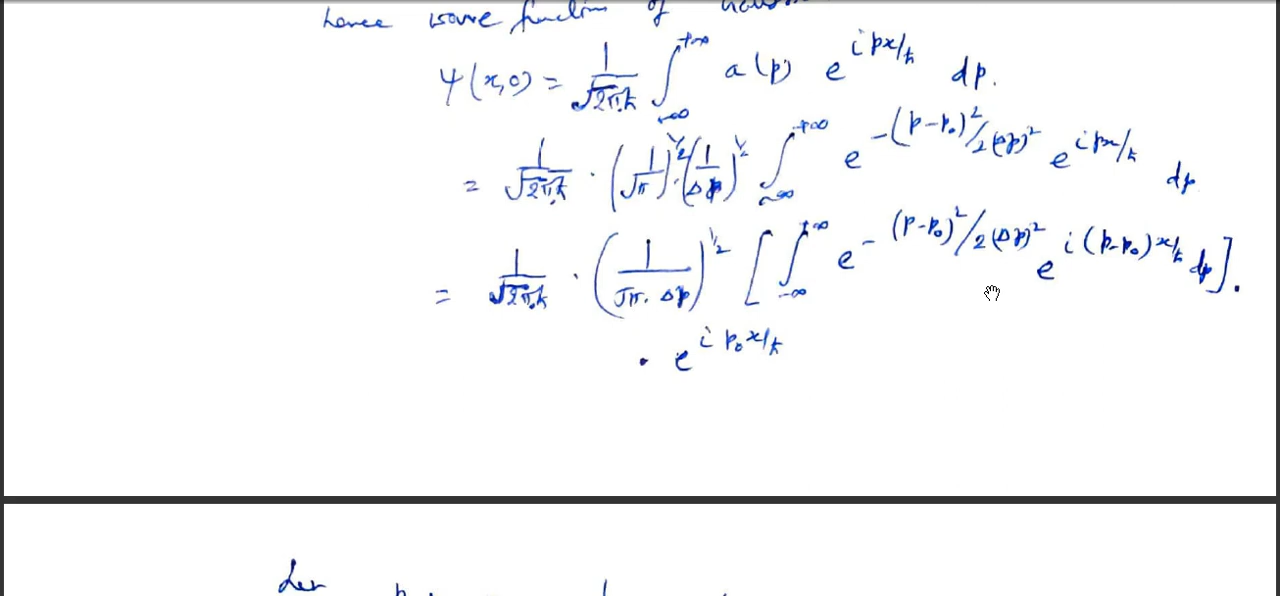 hence wave function of
ψ(x,0) = 1/√2πħ ∫_{-∞}^{+∞} a(p) e^{ipx/ħ} dp.
= 1/√2πħ · (1/√π)^{1/2} · (1/Δp)^{1/2} ∫_{-∞}^{+∞} e^{-(p-p₀)²/2(Δp)²} e^{ipx/ħ} dp
= 1/√2πħ · (1/√π · Δp)^{1/2} [ ∫_{-∞}^{+∞} e^{-(p-p₀)²/2(Δp)²} e^{i(p-p₀)x/ħ} dp ].
· e^{ip₀x/ħ}
Let